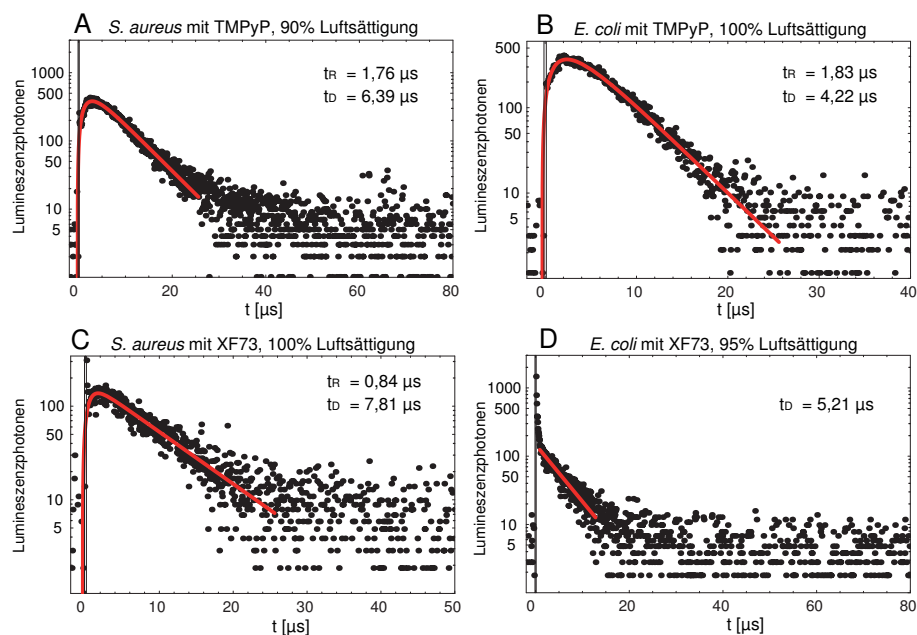 A
S. aureus mit TMPyP, 90% Luftsättigung
tR = 1,76 µs
tD = 6,39 µs
Lumineszenzphotonen
1000
500
100
50
10
5
1
0 20 40 60 80
t [µs]
B
E. coli mit TMPyP, 100% Luftsättigung
tR = 1,83 µs
tD = 4,22 µs
Lumineszenzphotonen
500
100
50
10
5
0 10 20 30 40
t [µs]
C
S. aureus mit XF73, 100% Luftsättigung
tR = 0,84 µs
tD = 7,81 µs
Lumineszenzphotonen
100
50
10
5
0 10 20 30 40 50
t [µs]
D
E. coli mit XF73, 95% Luftsättigung
tD = 5,21 µs
Lumineszenzphotonen
1000
500
100
50
10
5
0 20 40 60 80
t [µs]